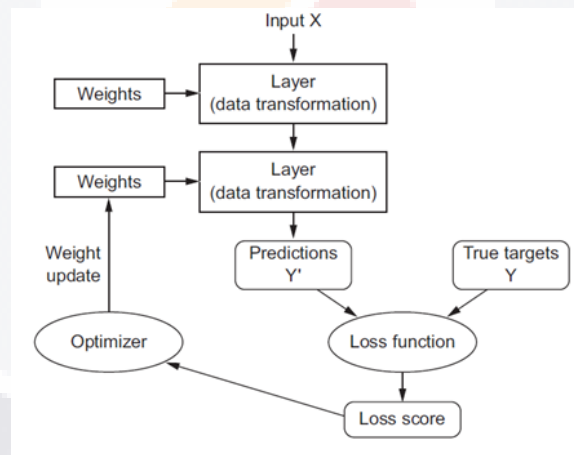 Input X
Weights
Layer
(data transformation)
Weights
Layer
(data transformation)
Weight
update
Predictions
Y'
True targets
Y
Optimizer
Loss function
Loss score